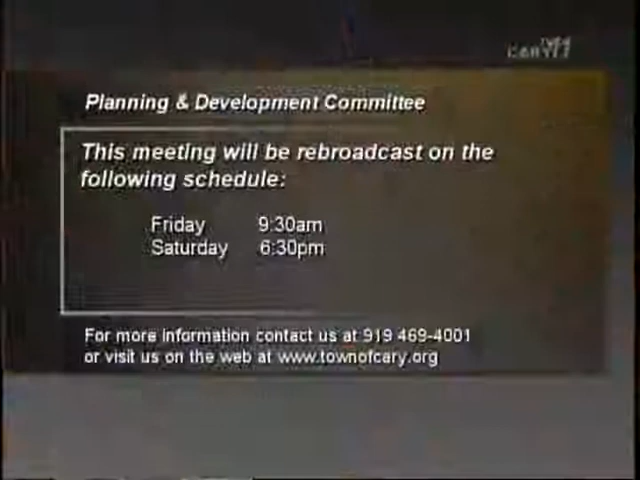 CARYTV11
Planning & Development Committee
This meeting will be rebroadcast on the
following schedule:
Friday 9:30am
Saturday 6:30pm
For more information contact us at 919 469-4001
or visit us on the web at www.townofcary.org